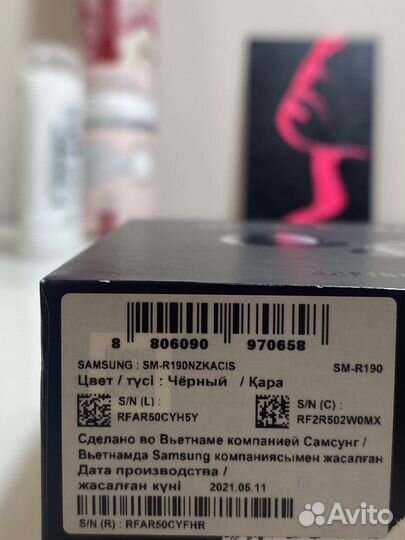 8 806090 970658
SAMSUNG : SM-R190NZKACIS SM-R190
Цвет / түсі : Чёрный / Қара
S/N (L) : S/N (C) :
RFAR50CYH5Y RF2R502W0MX
Сделано во Вьетнаме компанией Самсунг /
Вьетнамда Samsung компаниясымен жасалған
Дата производства /
жасалған күні 2021.05.11
S/N (R) : RFAR50CYFHR
Avito